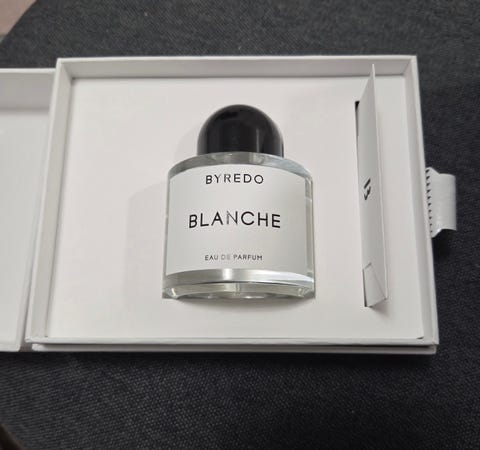 BYREDO
BLANCHE
EAU DE PARFUM